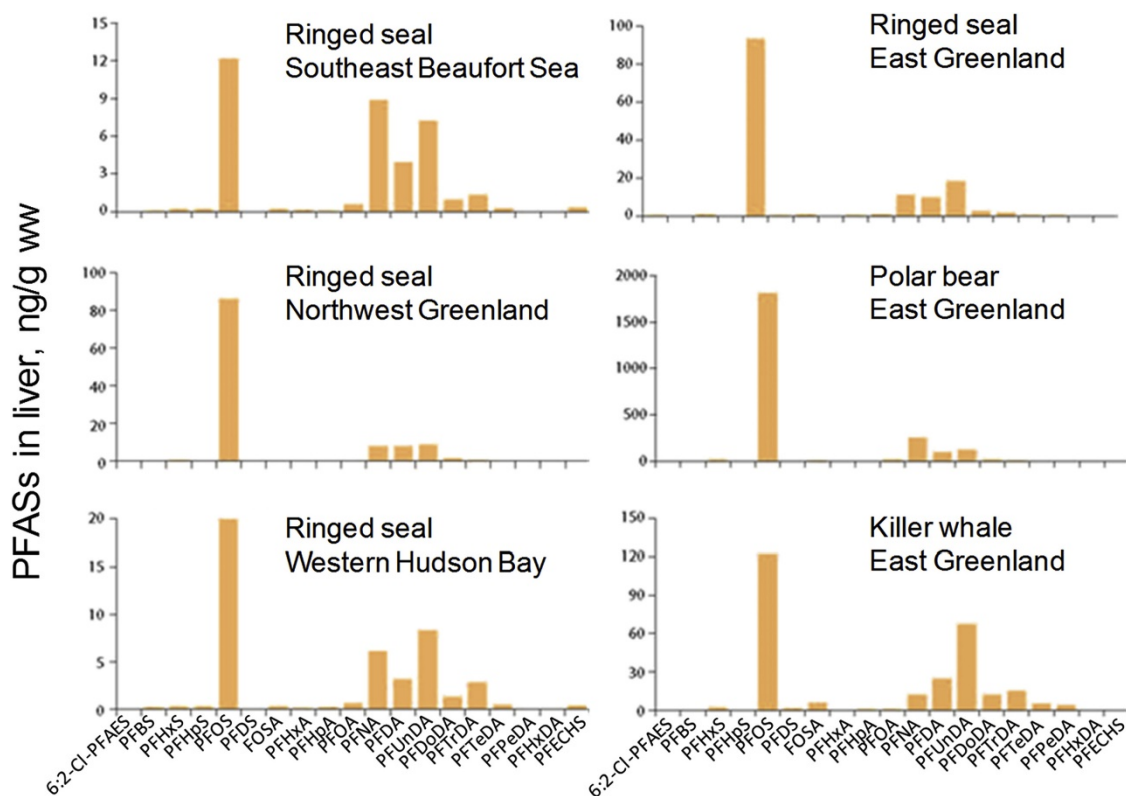 PFASs in liver, ng/g ww
Ringed seal
Southeast Beaufort Sea
15
12
9
6
3
0
Ringed seal
East Greenland
100
80
60
40
20
0
Ringed seal
Northwest Greenland
100
80
60
40
20
0
Polar bear
East Greenland
2000
1500
1000
500
0
Ringed seal
Western Hudson Bay
20
15
10
5
0
6:2-Cl-PFAES
PFBS
PFHxS
PFHpS
PFOS
PFDS
FOSA
PFHxA
PFHpA
PFOA
PFNA
PFDA
PFUnDA
PFDoDA
PFTrDA
PFTeDA
PFPeDA
PFHxDA
PFECHS
Killer whale
East Greenland
150
120
90
60
30
0
6:2-Cl-PFAES
PFBS
PFHxS
PFHpS
PFOS
PFDS
FOSA
PFHxA
PFHpA
PFOA
PFNA
PFDA
PFUnDA
PFDoDA
PFTrDA
PFTeDA
PFPeDA
PFHxDA
PFECHS